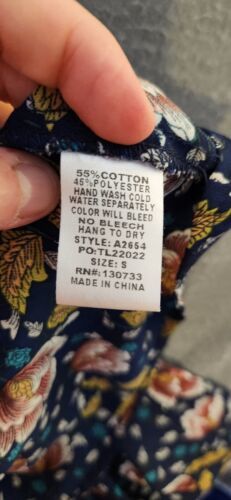 55%COTTON
45%POLYESTER
HAND WASH COLD
WATER SEPARATELY
COLOR WILL BLEED
NO BLEECH
HANG TO DRY
STYLE: A2654
PO:TL22022
SIZE: S
RN#:130733
MADE IN CHINA